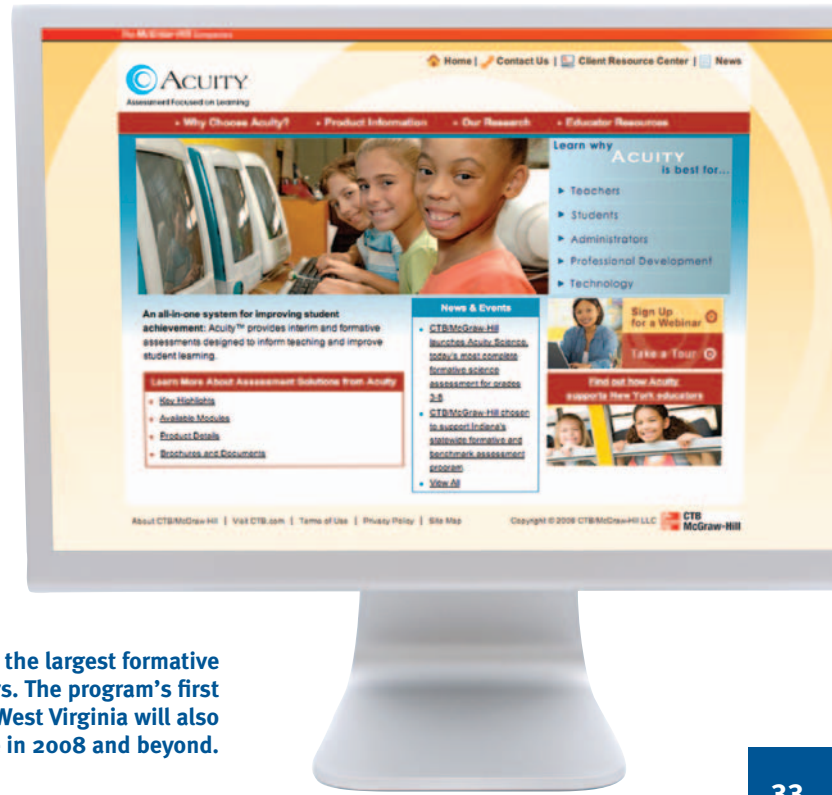 The McGraw-Hill Companies
Home | Contact Us | Client Resource Center | News
ACUITY
Assessment Focused on Learning
Why Choose Acuity? Product Information Our Research Educator Resources
Learn why
ACUITY
is best for...
Teachers
Students
Administrators
Professional Development
Technology
An all-in-one system for improving student
achievement: Acuity™ provides interim and formative
assessments designed to inform teaching and improve
student learning.
Learn More About Assessment Solutions from Acuity
Key Highlights
Available Modules
Product Details
Brochures and Documents
News & Events
CTB/McGraw-Hill
launches Acuity Science,
today's most complete
formative science
assessment for grades
3-8
CTB/McGraw-Hill chosen
to support Indiana's
statewide formative and
benchmark assessment
program
View All
Sign Up
for a Webinar
Take a Tour
Find out how Acuity
supports New York educators
About CTB/McGraw-Hill | Visit CTB.com | Terms of Use | Privacy Policy | Site Map
Copyright © 2008 CTB/McGraw-Hill LLC
CTB
McGraw-Hill
the largest formative
s. The program's first
West Virginia will also
in 2008 and beyond.
33